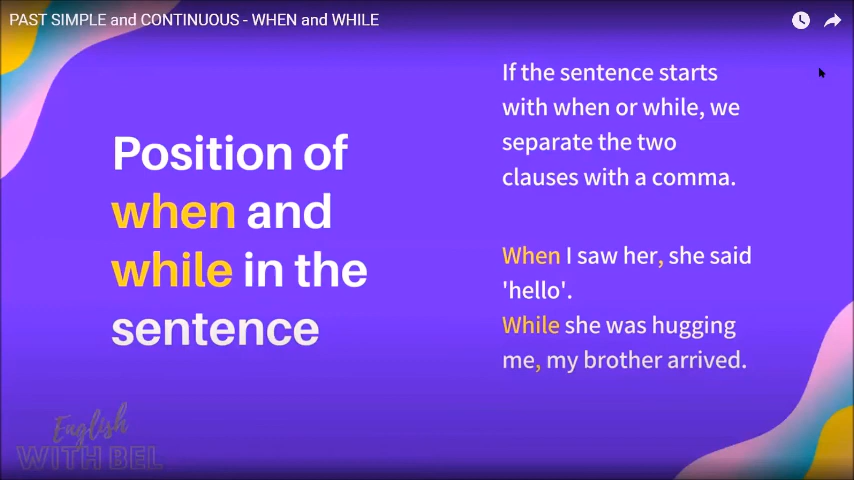 PAST SIMPLE and CONTINUOUS - WHEN and WHILE
Position of
when and
while in the
sentence
If the sentence starts
with when or while, we
separate the two
clauses with a comma.
When I saw her, she said
'hello'.
While she was hugging
me, my brother arrived.
English
WITH BEL